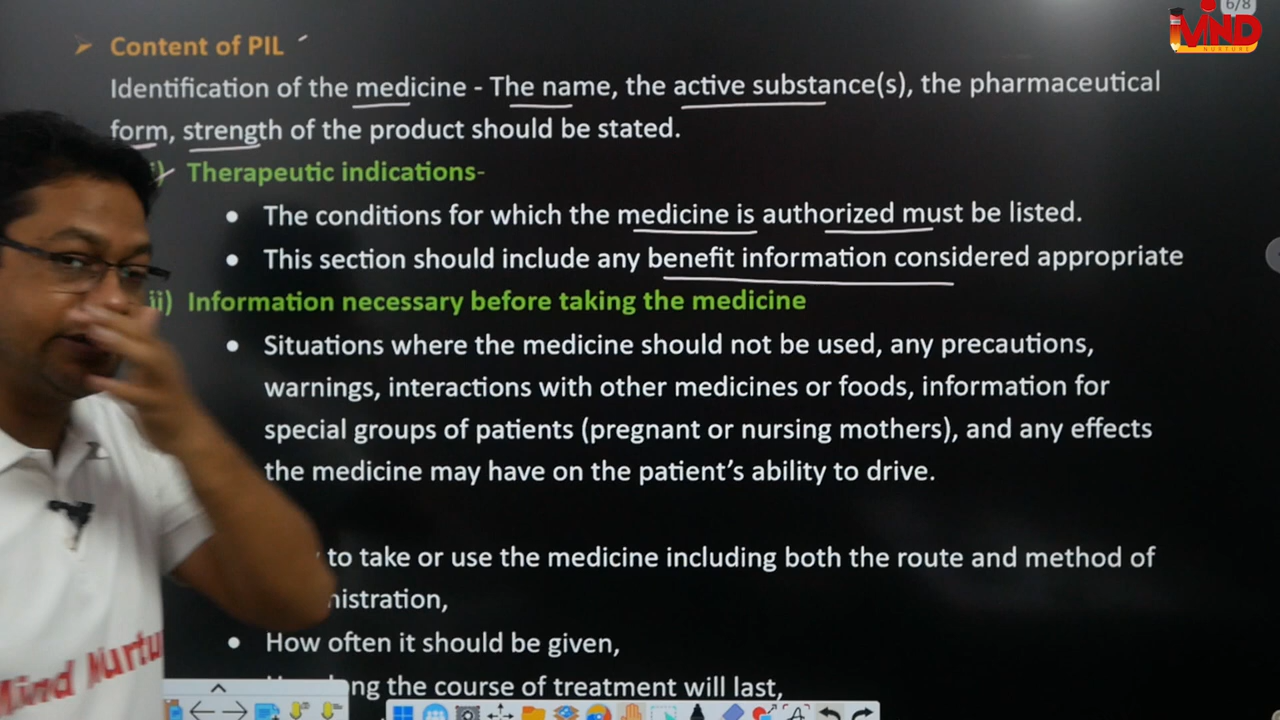 6/8
MIND
NURTURE
➤ Content of PIL
Identification of the medicine - The name, the active substance(s), the pharmaceutical
form, strength of the product should be stated.
i) Therapeutic indications-
• The conditions for which the medicine is authorized must be listed.
• This section should include any benefit information considered appropriate
ii) Information necessary before taking the medicine
• Situations where the medicine should not be used, any precautions,
warnings, interactions with other medicines or foods, information for
special groups of patients (pregnant or nursing mothers), and any effects
the medicine may have on the patient's ability to drive.
to take or use the medicine including both the route and method of
nistration,
• How often it should be given,
ong the course of treatment will last,
Mind Nurtu